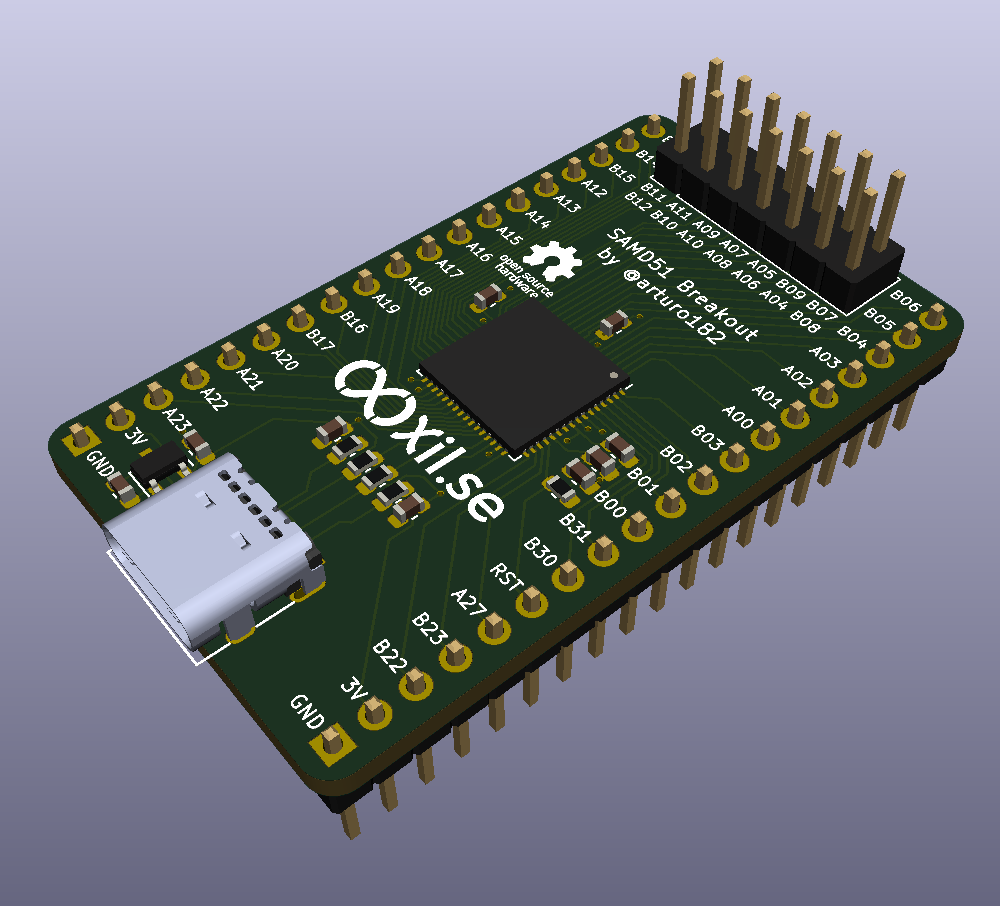 B15
A12
A13
A14
A15
A16
A17
A18
A19
B16
B17
A20
A21
A22
A23
3V
GND
B11 A11 A09 A07 A05 B09 B07
B12 B10 A10 A08 A06 A04 B08
SAMD51 Breakout
by @arturo182
open source
hardware
oxil.se
B06
B05
B04
A03
A02
A01
A00
B03
B02
B01
B00
B31
B30
RST
A27
B23
B22
3V
GND